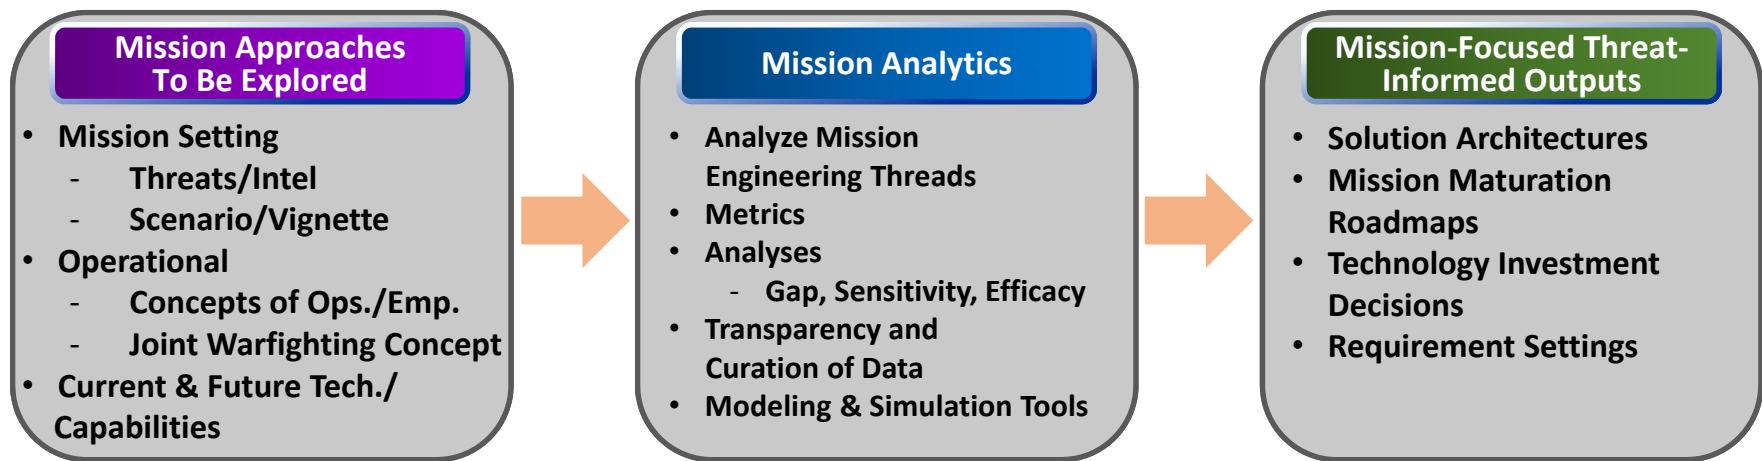 Mission Approaches
To Be Explored
• Mission Setting
- Threats/Intel
- Scenario/Vignette
• Operational
- Concepts of Ops./Emp.
- Joint Warfighting Concept
• Current & Future Tech./
Capabilities
Mission Analytics
• Analyze Mission
Engineering Threads
• Metrics
• Analyses
- Gap, Sensitivity, Efficacy
• Transparency and
Curation of Data
• Modeling & Simulation Tools
Mission-Focused Threat-
Informed Outputs
• Solution Architectures
• Mission Maturation
Roadmaps
• Technology Investment
Decisions
• Requirement Settings